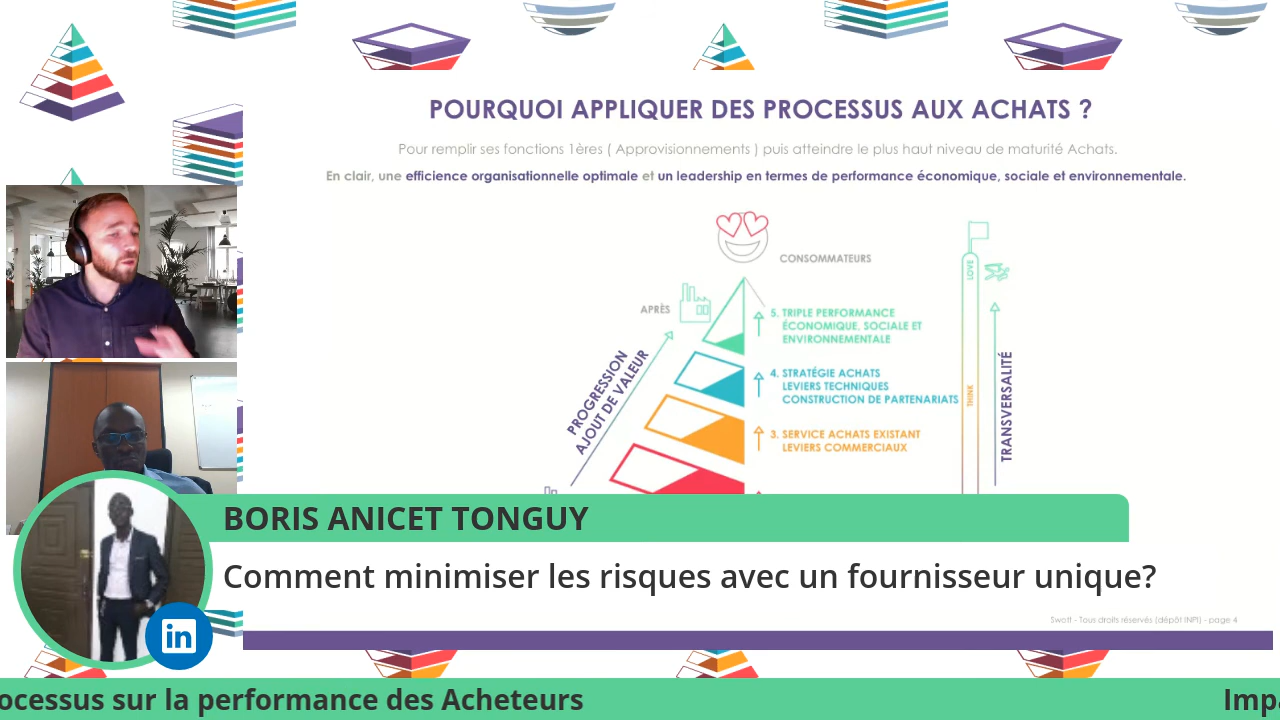 POURQUOI APPLIQUER DES PROCESSUS AUX ACHATS ?
Pour remplir ses fonctions 1ères ( Approvisionnements ) puis atteindre le plus haut niveau de maturité Achats.
En clair, une efficience organisationnelle optimale et un leadership en termes de performance économique, sociale et environnementale.
CONSOMMATEURS
APRÈS
5. TRIPLE PERFORMANCE
ÉCONOMIQUE, SOCIALE ET
ENVIRONNEMENTALE
4. STRATÉGIE ACHATS
LEVIERS TECHNIQUES
CONSTRUCTION DE PARTENARIATS
3. SERVICE ACHATS EXISTANT
LEVIERS COMMERCIAUX
PROGRESSION
AJOUT DE VALEUR
LOVE
THINK
TRANSVERSALITÉ
BORIS ANICET TONGUY
Comment minimiser les risques avec un fournisseur unique?
in
Swott - Tous droits réservés (dépôt INPI) - page 4
ocessus sur la performance des Acheteurs
Impa